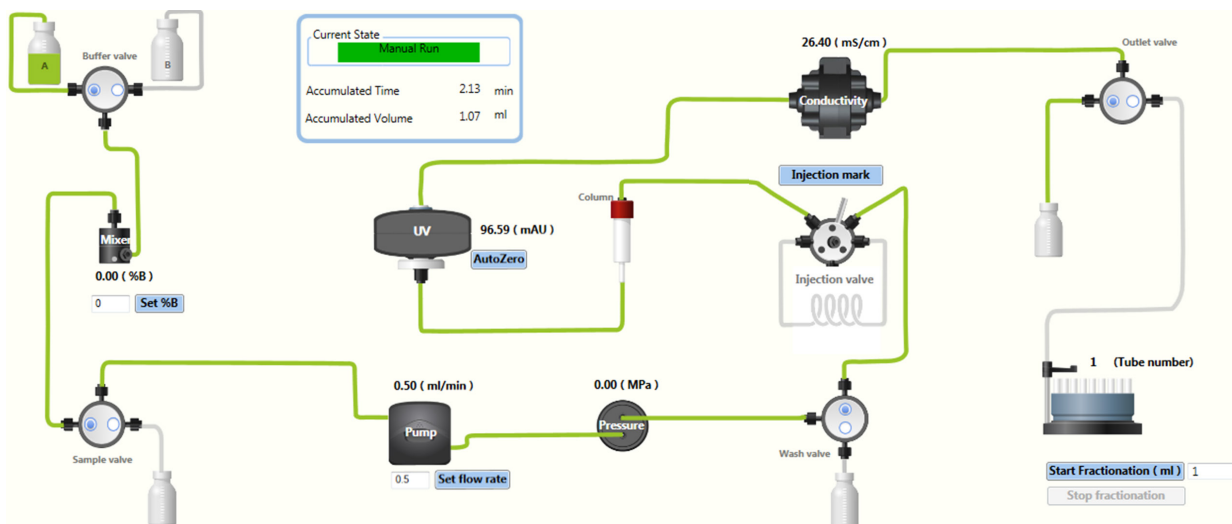 Current State
Manual Run
Accumulated Time 2.13 min
Accumulated Volume 1.07 ml
Buffer valve
A
B
26.40 ( mS/cm )
Conductivity
Outlet valve
Injection mark
Column
UV
96.59 ( mAU )
AutoZero
Mixer
0.00 ( %B )
0 Set %B
Injection valve
1 (Tube number)
0.50 ( ml/min )
0.00 ( MPa )
Pump
Pressure
Sample valve
Wash valve
0.5 Set flow rate
Start Fractionation ( ml ) 1
Stop fractionation